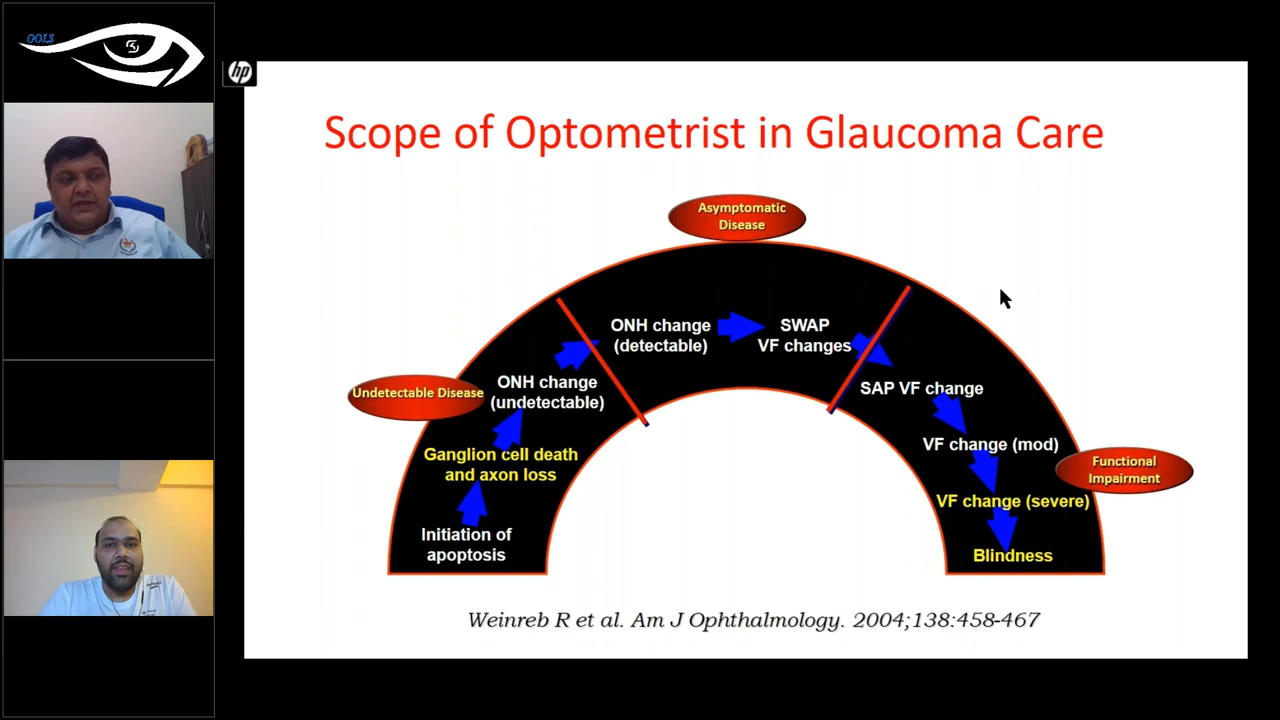 OOLS
hp
Scope of Optometrist in Glaucoma Care
Asymptomatic
Disease
ONH change
(detectable)
SWAP
VF changes
Undetectable Disease
ONH change
(undetectable)
SAP VF change
Ganglion cell death
and axon loss
VF change (mod)
Functional
Impairment
VF change (severe)
Initiation of
apoptosis
Blindness
Weinreb R et al. Am J Ophthalmology. 2004;138:458-467